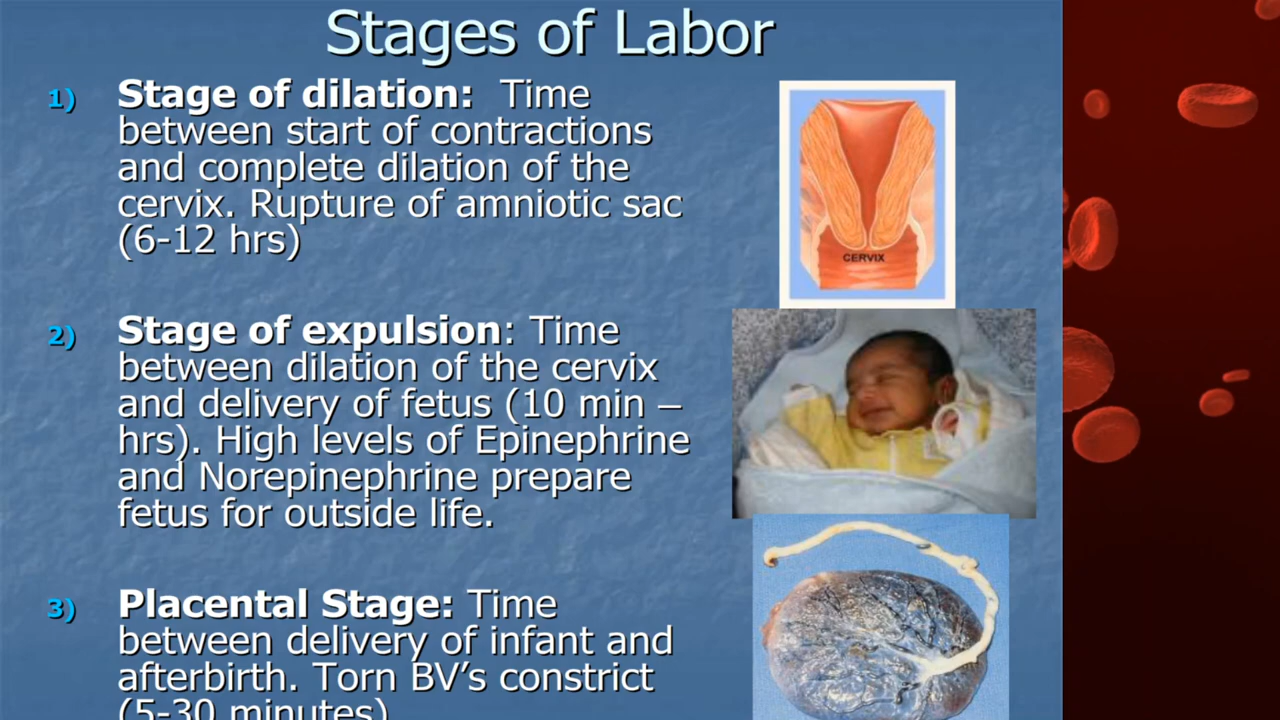 Stages of Labor
1) Stage of dilation: Time
between start of contractions
and complete dilation of the
cervix. Rupture of amniotic sac
(6-12 hrs)
CERVIX
2) Stage of expulsion: Time
between dilation of the cervix
and delivery of fetus (10 min –
hrs). High levels of Epinephrine
and Norepinephrine prepare
fetus for outside life.
3) Placental Stage: Time
between delivery of infant and
afterbirth. Torn BV’s constrict
(5-30 minutes)